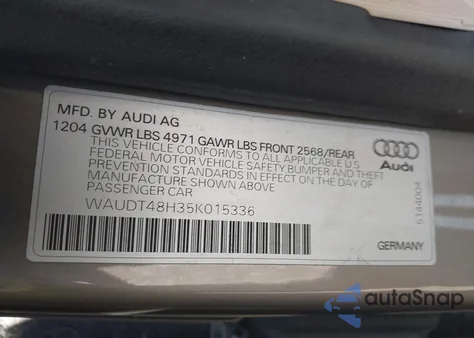 MFD. BY AUDI AG
1204 GVWR LBS 4971 GAWR LBS FRONT 2568/REAR
THIS VEHICLE CONFORMS TO ALL APPLICABLE U S
FEDERAL MOTOR VEHICLE SAFETY, BUMPER AND THEFT
PREVENTION STANDARDS IN EFFECT ON THE DATE OF
MANUFACTURE SHOWN ABOVE
PASSENGER CAR
WAUDT48H35K015336
Audi
5144004
GERMANY
autoSnap